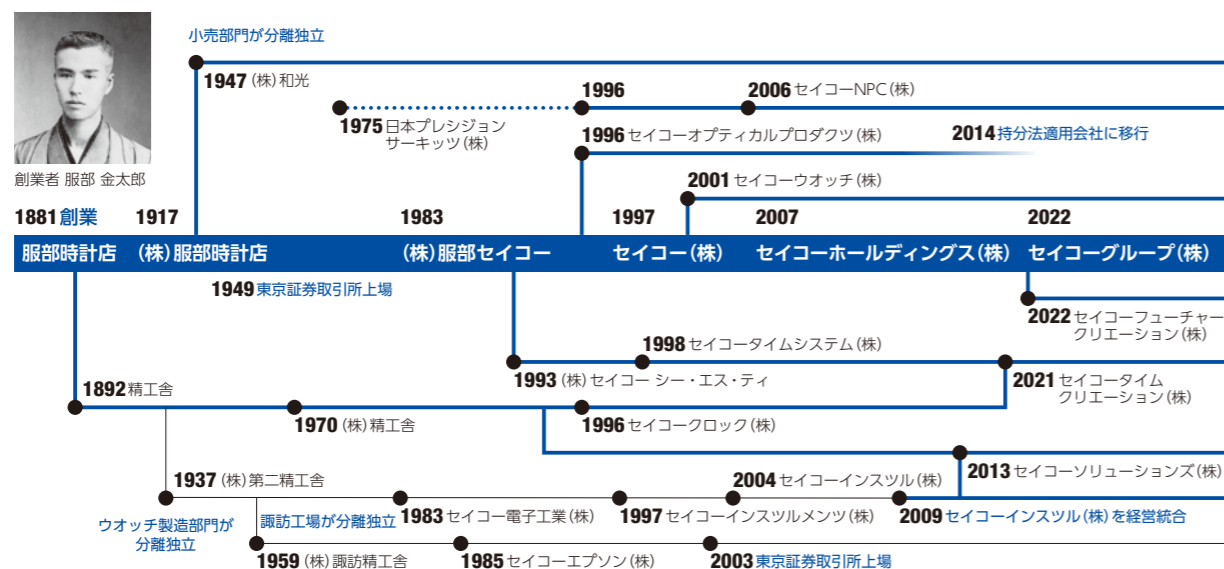 小売部門が分離独立
1947 (株)和光
1996
2006 セイコーNPC(株)
1975 日本プレシジョン
サーキッツ(株)
1996 セイコーオプティカルプロダクツ(株)
2014 持分法適用会社に移行
創業者 服部 金太郎
2001 セイコーウオッチ(株)
1881 創業
1917
1983
1997
2007
2022
服部時計店
(株)服部時計店
(株)服部セイコー
セイコー(株)
セイコーホールディングス(株)
セイコーグループ(株)
1949 東京証券取引所上場
2022 セイコーフューチャー
クリエーション(株)
1998 セイコータイムシステム(株)
1993 (株)セイコー シー・エス・ティ
2021 セイコータイム
クリエーション(株)
1892 精工舎
1970 (株)精工舎
1996 セイコークロック(株)
2013 セイコーソリューションズ(株)
1937 (株)第二精工舎
2004 セイコーインスツル(株)
ウオッチ製造部門が
分離独立
諏訪工場が分離独立
1983 セイコー電子工業(株)
1997 セイコーインスツルメンツ(株)
2009 セイコーインスツル(株)を経営統合
1959 (株)諏訪精工舎
1985 セイコーエプソン(株)
2003 東京証券取引所上場